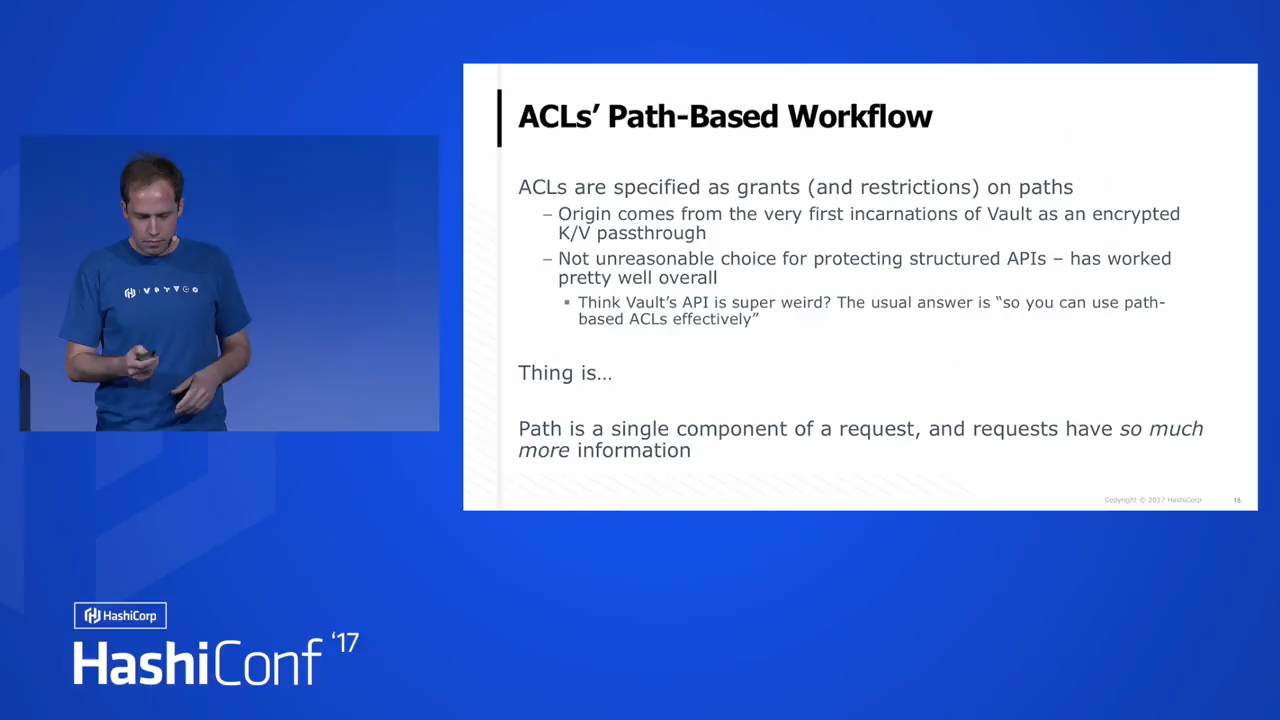 ACLs' Path-Based Workflow
ACLs are specified as grants (and restrictions) on paths
– Origin comes from the very first incarnations of Vault as an encrypted
K/V passthrough
– Not unreasonable choice for protecting structured APIs – has worked
pretty well overall
▪ Think Vault's API is super weird? The usual answer is “so you can use path-
based ACLs effectively”
Thing is…
Path is a single component of a request, and requests have so much
more information
Copyright © 2017 HashiCorp 16
HashiCorp
HashiConf '17